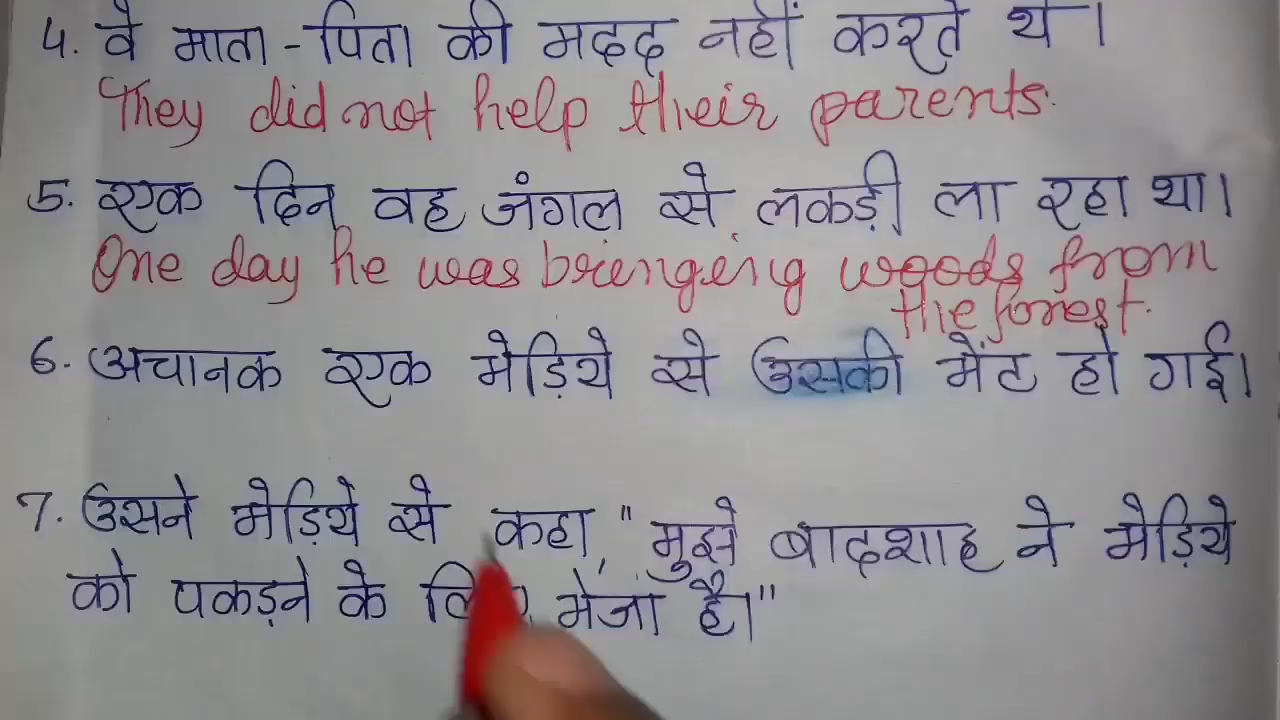 4. वे माता-पिता की मदद नहीं करते थे।
They did not help their parents.
5. एक दिन वह जंगल से लकड़ी ला रहा था।
One day he was bringing woods from
the forest.
6. अचानक एक भेड़िये से उसकी भेंट हो गई।
7. उसने भेड़िये से कहा, "मुझे बादशाह ने भेड़िये
को पकड़ने के लिए भेजा है।"